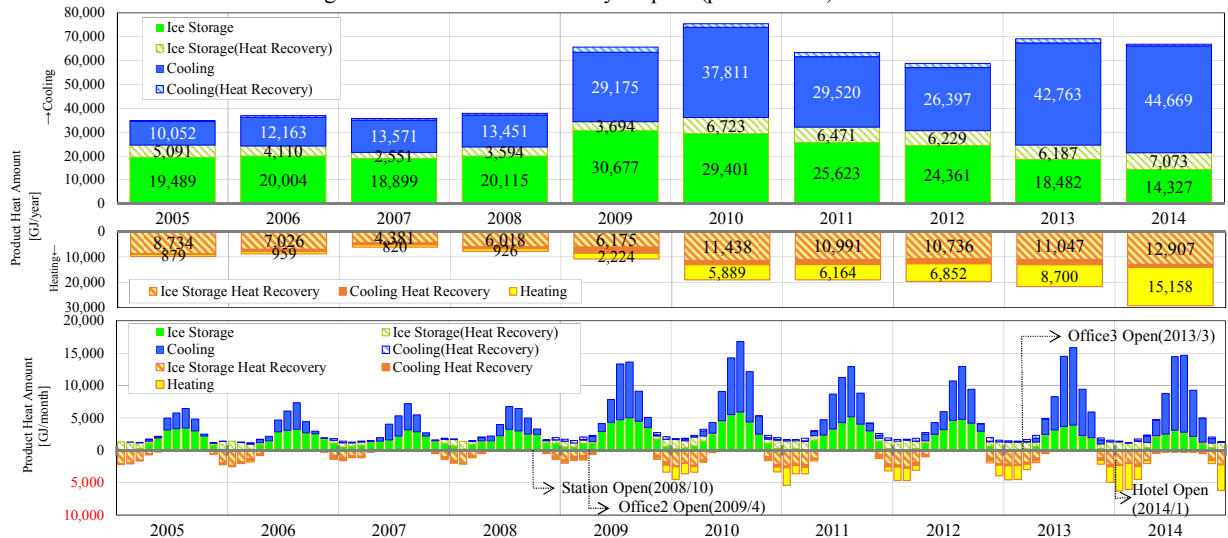 80,000
70,000
60,000
50,000
40,000
30,000
20,000
10,000
0
→Cooling
Ice Storage
Ice Storage(Heat Recovery)
Cooling
Cooling(Heat Recovery)
10,052 12,163 13,571 13,451 29,175 37,811 29,520 26,397 42,763 44,669
5,091 4,110 2,551 3,594 3,694 6,723 6,471 6,229 6,187 7,073
19,489 20,004 18,899 20,115 30,677 29,401 25,623 24,361 18,482 14,327
2005 2006 2007 2008 2009 2010 2011 2012 2013 2014
Product Heat Amount
[GJ/year]
Heating←
0
10,000
20,000
30,000
8,734 7,026 4,381 6,018 6,175 11,438 10,991 10,736 11,047 12,907
879 959 820 926 2,224 5,889 6,164 6,852 8,700 15,158
Ice Storage Heat Recovery Cooling Heat Recovery Heating
20,000
15,000
10,000
5,000
0
5,000
10,000
Product Heat Amount
[GJ/month]
Ice Storage Ice Storage(Heat Recovery)
Cooling Cooling(Heat Recovery)
Ice Storage Heat Recovery Cooling Heat Recovery
Heating
Office3 Open(2013/3)
Station Open(2008/10)
Office2 Open(2009/4)
Hotel Open
(2014/1)
2005 2006 2007 2008 2009 2010 2011 2012 2013 2014